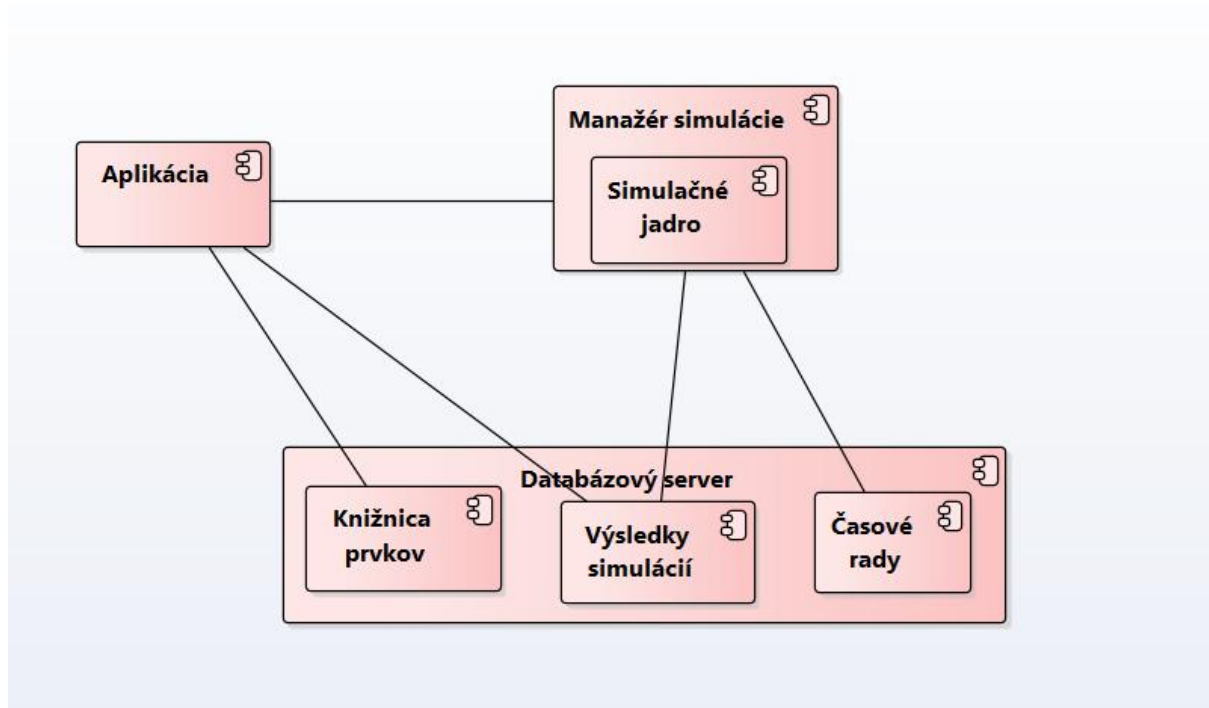 Manažér simulácie
Aplikácia
Simulačné
jadro
Databázový server
Knižnica
prvkov
Výsledky
simulácií
Časové
rady